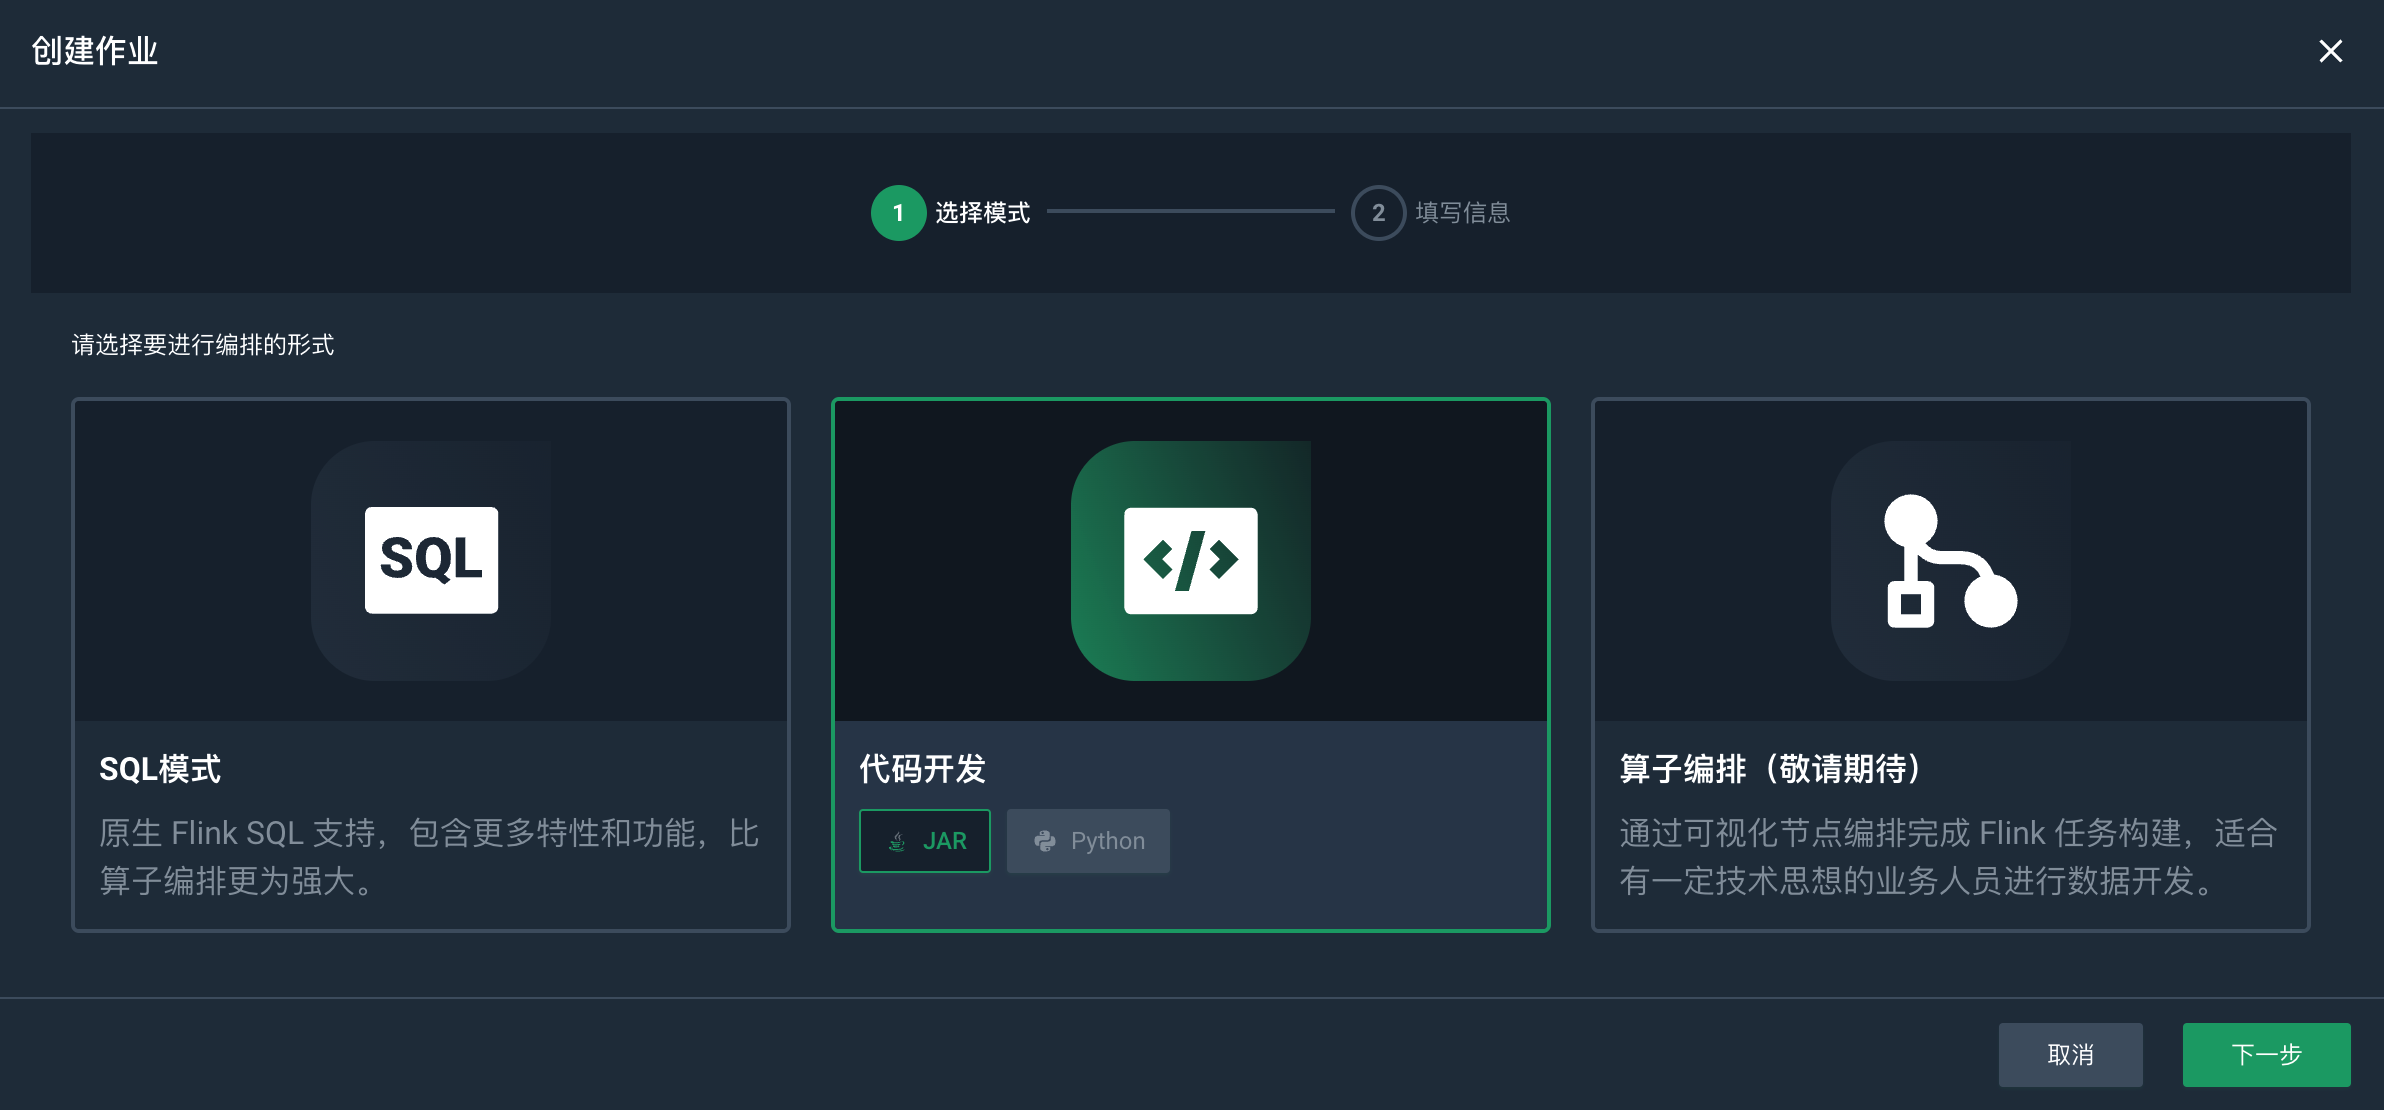 创建作业
1 选择模式 2 填写信息
请选择要进行编排的形式
SQL
SQL模式
原生 Flink SQL 支持，包含更多特性和功能，比
算子编排更为强大。
</>
代码开发
JAR Python
算子编排（敬请期待）
通过可视化节点编排完成 Flink 任务构建，适合
有一定技术思想的业务人员进行数据开发。
取消 下一步